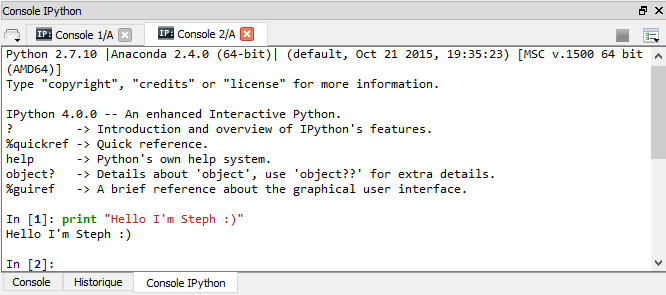 Console IPython
IP: Console 1/A
IP: Console 2/A
Python 2.7.10 |Anaconda 2.4.0 (64-bit)| (default, Oct 21 2015, 19:35:23) [MSC v.1500 64 bit
(AMD64)]
Type "copyright", "credits" or "license" for more information.
IPython 4.0.0 -- An enhanced Interactive Python.
?         -> Introduction and overview of IPython's features.
%quickref -> Quick reference.
help      -> Python's own help system.
object?   -> Details about 'object', use 'object??' for extra details.
%guiref   -> A brief reference about the graphical user interface.
In [1]: print "Hello I'm Steph :)"
Hello I'm Steph :)
In [2]:
Console Historique Console IPython